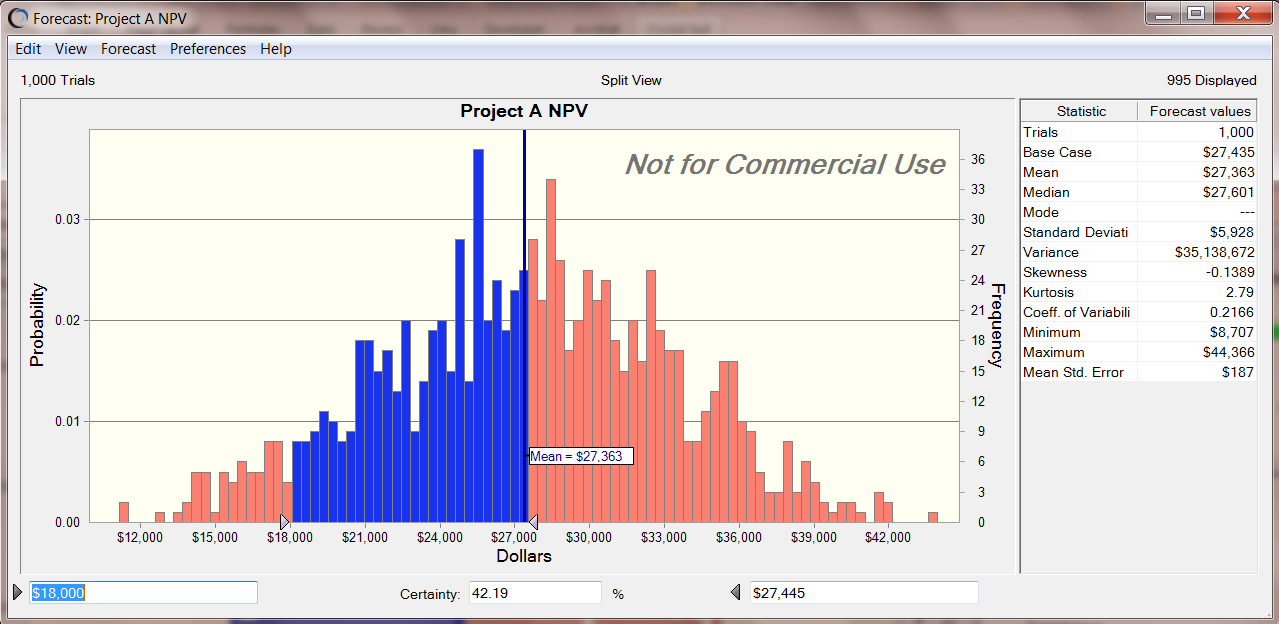 Forecast: Project A NPV
Edit View Forecast Preferences Help
1,000 Trials Split View 995 Displayed
Project A NPV
Not for Commercial Use
Probability
0.03
0.02
0.01
0.00
36
33
30
27
24
21
18
15
12
9
6
3
0
Frequency
Mean = $27,363
$12,000 $15,000 $18,000 $21,000 $24,000 $27,000 $30,000 $33,000 $36,000 $39,000 $42,000
Dollars
Statistic Forecast values
Trials 1,000
Base Case $27,435
Mean $27,363
Median $27,601
Mode ---
Standard Deviati $5,928
Variance $35,138,672
Skewness -0.1389
Kurtosis 2.79
Coeff. of Variabili 0.2166
Minimum $8,707
Maximum $44,366
Mean Std. Error $187
$18,000 Certainty: 42.19 % $27,445